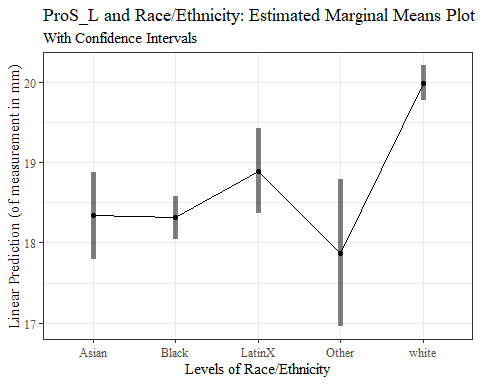 ProS_L and Race/Ethnicity: Estimated Marginal Means Plot
With Confidence Intervals
Linear Prediction (of measurement in mm)
20
19
18
17
Asian Black LatinX Other white
Levels of Race/Ethnicity